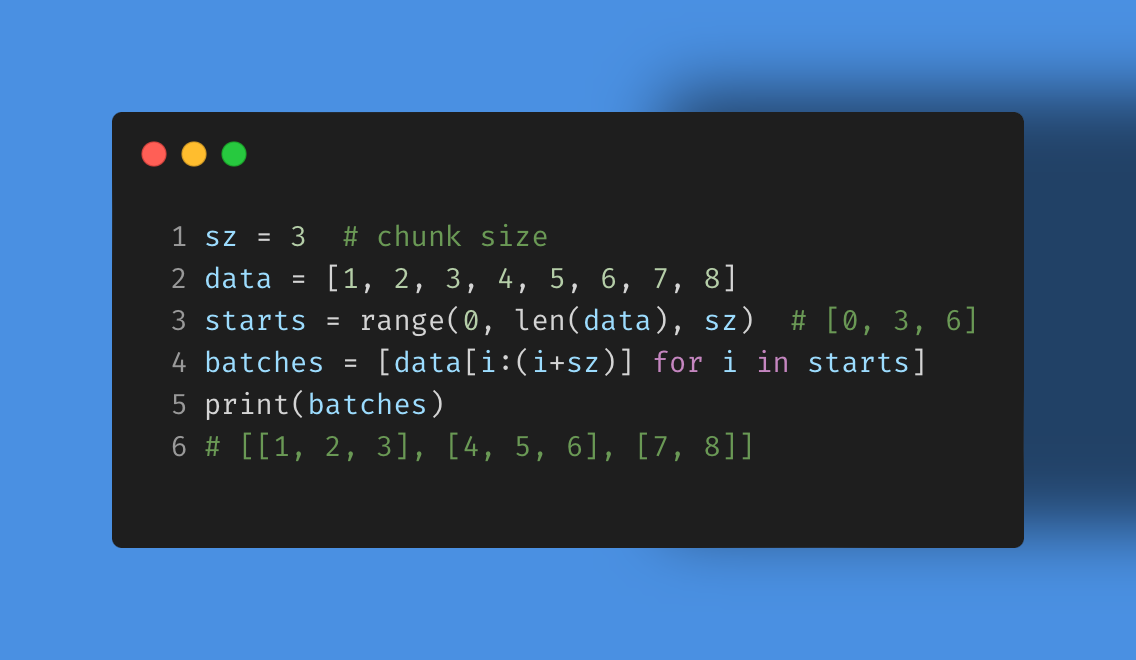 1 sz = 3  # chunk size
2 data = [1, 2, 3, 4, 5, 6, 7, 8]
3 starts = range(0, len(data), sz)  # [0, 3, 6]
4 batches = [data[i:(i+sz)] for i in starts]
5 print(batches)
6 # [[1, 2, 3], [4, 5, 6], [7, 8]]